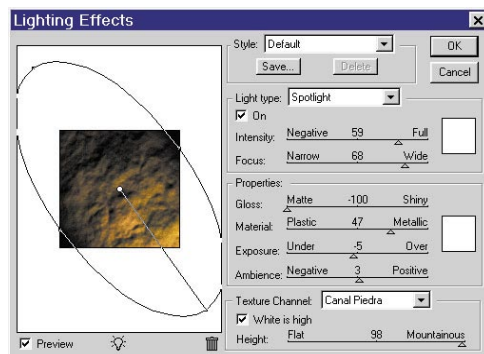 Lighting Effects
Style: Default
OK
Save... Delete
Cancel
Light type: Spotlight
On
Intensity: Negative 59 Full
Focus: Narrow 68 Wide
Properties:
Gloss: Matte -100 Shiny
Material: Plastic 47 Metallic
Exposure: Under -5 Over
Ambience: Negative 3 Positive
Texture Channel: Canal Piedra
White is high
Height: Flat 98 Mountainous
Preview